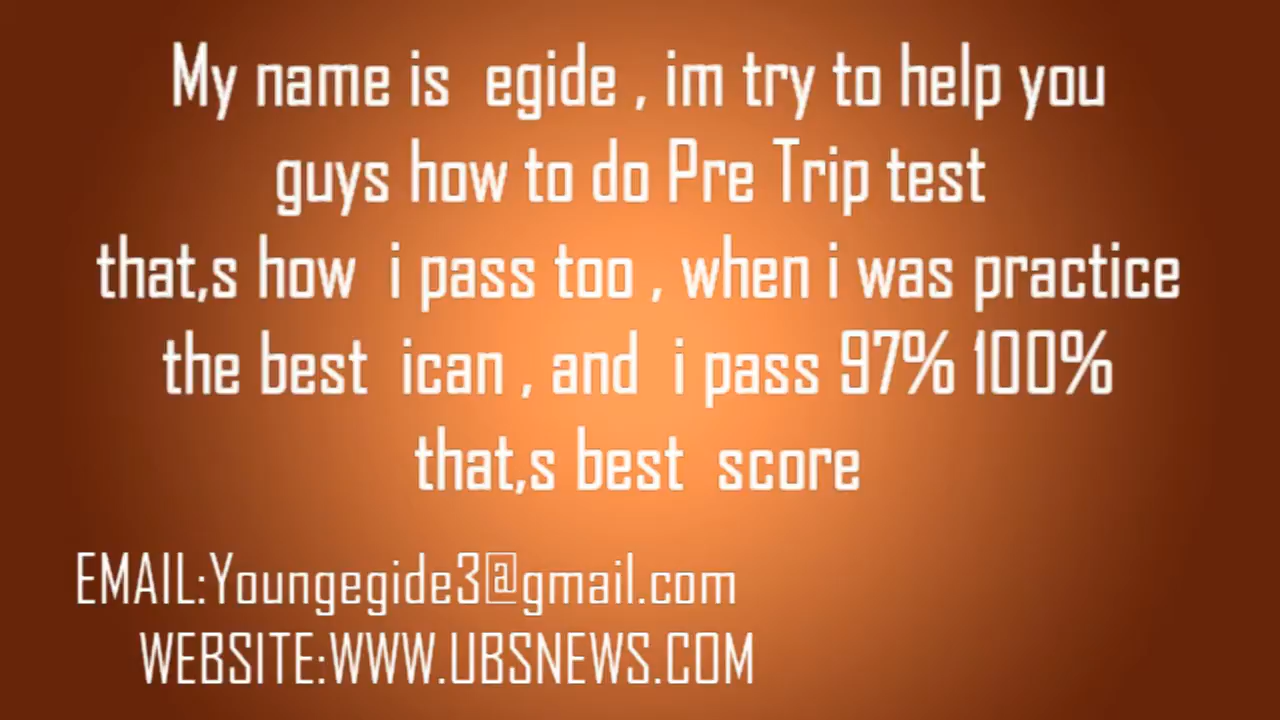 My name is egide , im try to help you
guys how to do Pre Trip test
that,s how i pass too , when i was practice
the best ican , and i pass 97% 100%
that,s best score
EMAIL:Youngegide3@gmail.com
WEBSITE:WWW.UBSNEWS.COM